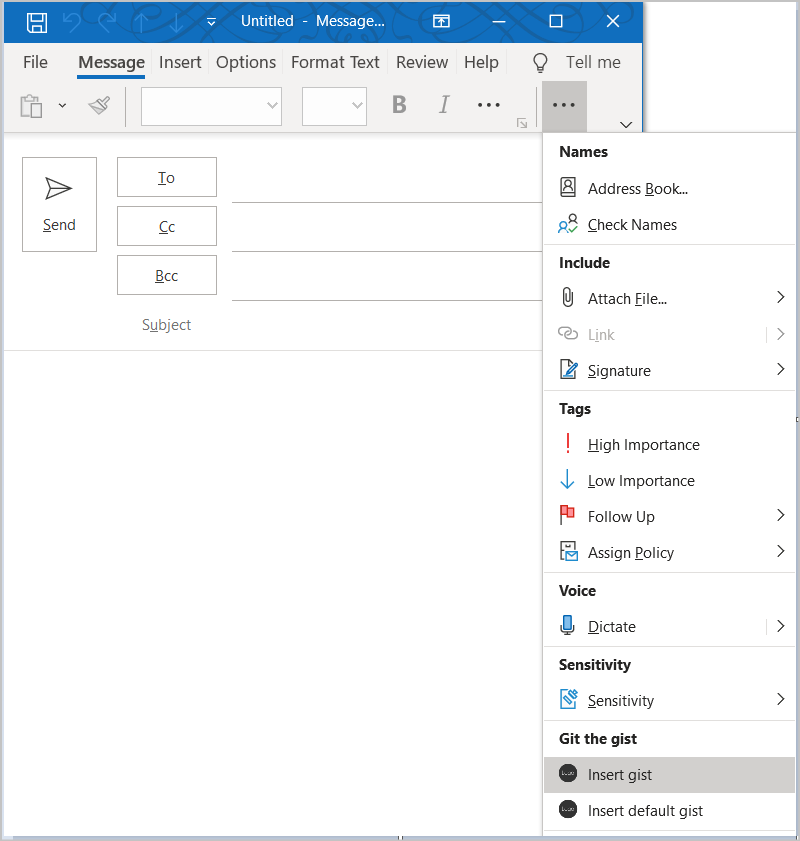 Untitled - Message...
File Message Insert Options Format Text Review Help Tell me
B I ...
...
Names
Send
To
Address Book...
Cc
Check Names
Include
Bcc
Attach File...
Subject
Link
Signature
Tags
High Importance
Low Importance
Follow Up
Assign Policy
Voice
Dictate
Sensitivity
Sensitivity
Git the gist
Insert gist
Insert default gist